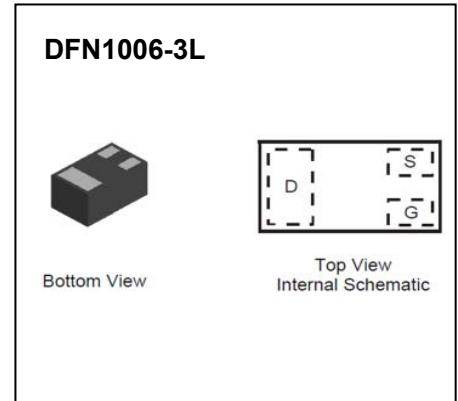 DFN1006-3L
D
S
G
Bottom View
Top View
Internal Schematic